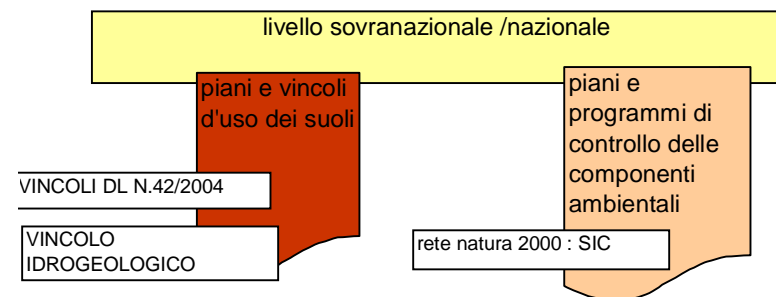 livello sovranazionale /nazionale
piani e vincoli
d'uso dei suoli
VINCOLI DL N.42/2004
VINCOLO
IDROGEOLOGICO
piani e
programmi di
controllo delle
componenti
ambientali
rete natura 2000 : SIC